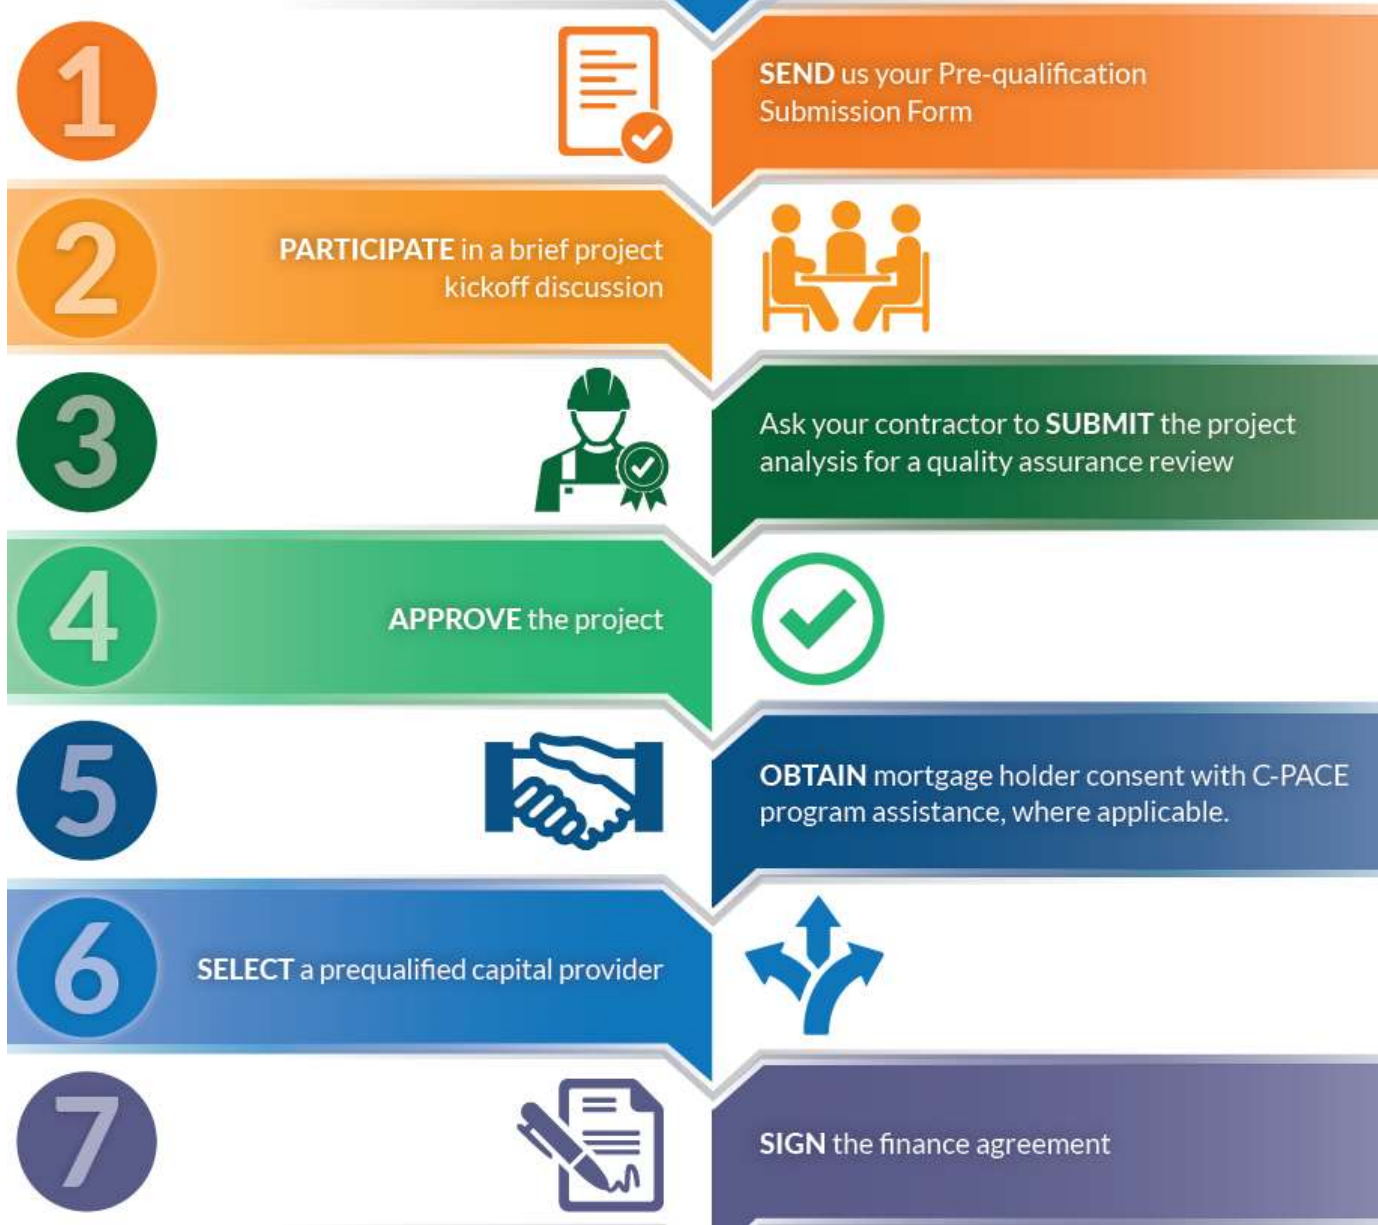 1
SEND us your Pre-qualification
Submission Form
2
PARTICIPATE in a brief project
kickoff discussion
3
Ask your contractor to SUBMIT the project
analysis for a quality assurance review
4
APPROVE the project
5
OBTAIN mortgage holder consent with C-PACE
program assistance, where applicable.
6
SELECT a prequalified capital provider
7
SIGN the finance agreement